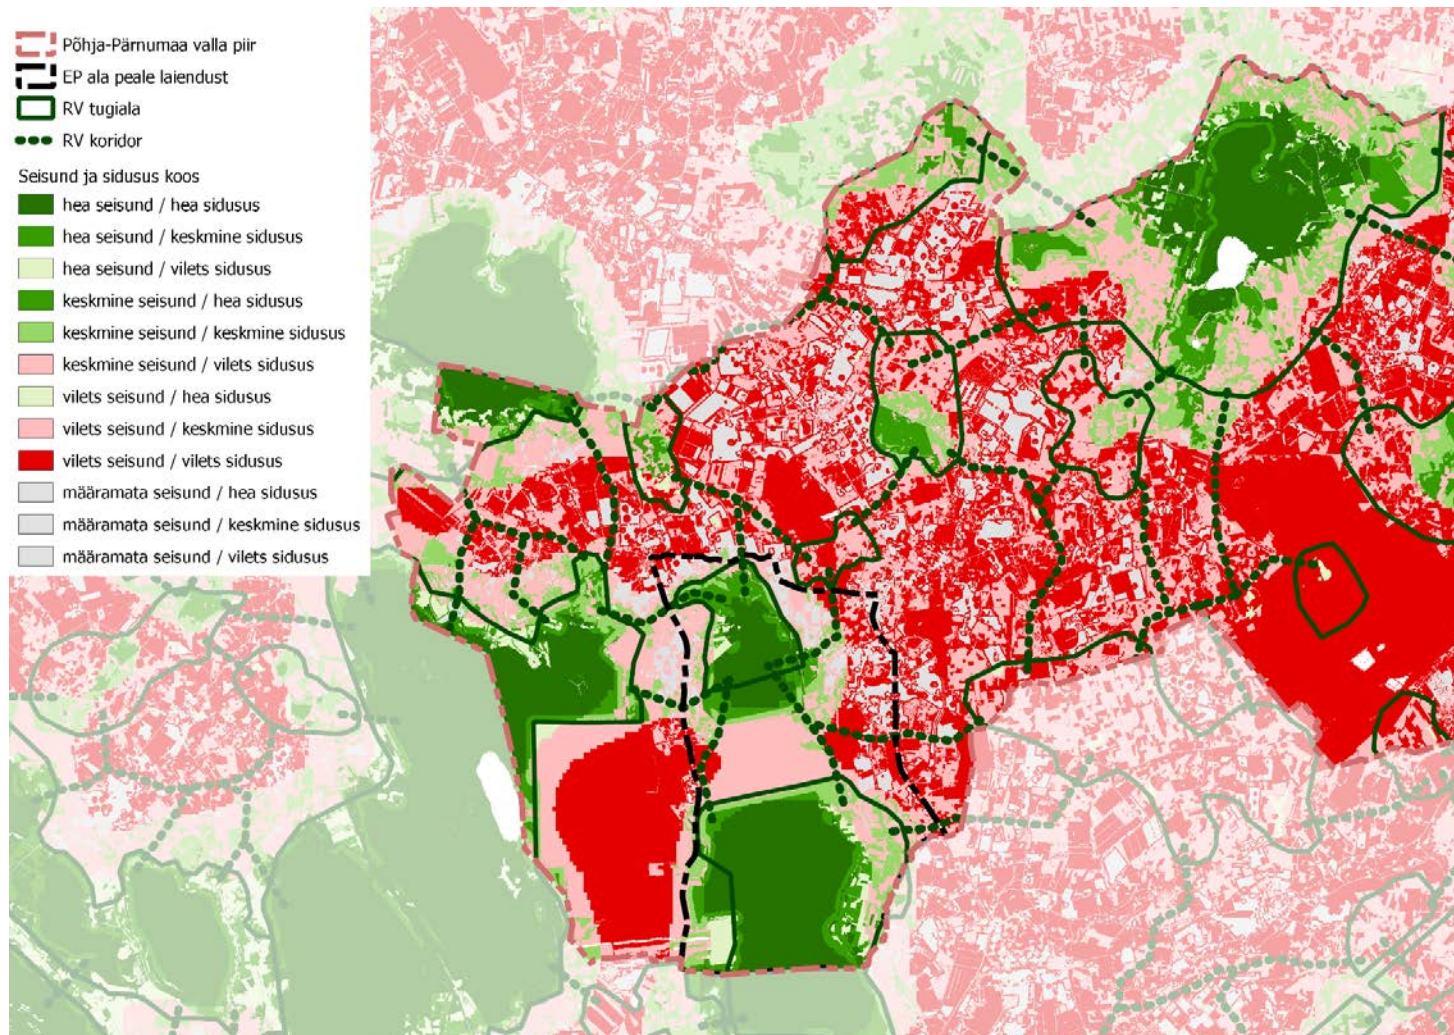 Põhja-Pärnumaa valla piir
EP ala peale laiendust
RV tugiala
RV koridor
Seisund ja sidusus koos
hea seisund / hea sidusus
hea seisund / keskmine sidusus
hea seisund / vilets sidusus
keskmine seisund / hea sidusus
keskmine seisund / keskmine sidusus
keskmine seisund / vilets sidusus
vilets seisund / hea sidusus
vilets seisund / keskmine sidusus
vilets seisund / vilets sidusus
määramata seisund / hea sidusus
määramata seisund / keskmine sidusus
määramata seisund / vilets sidusus